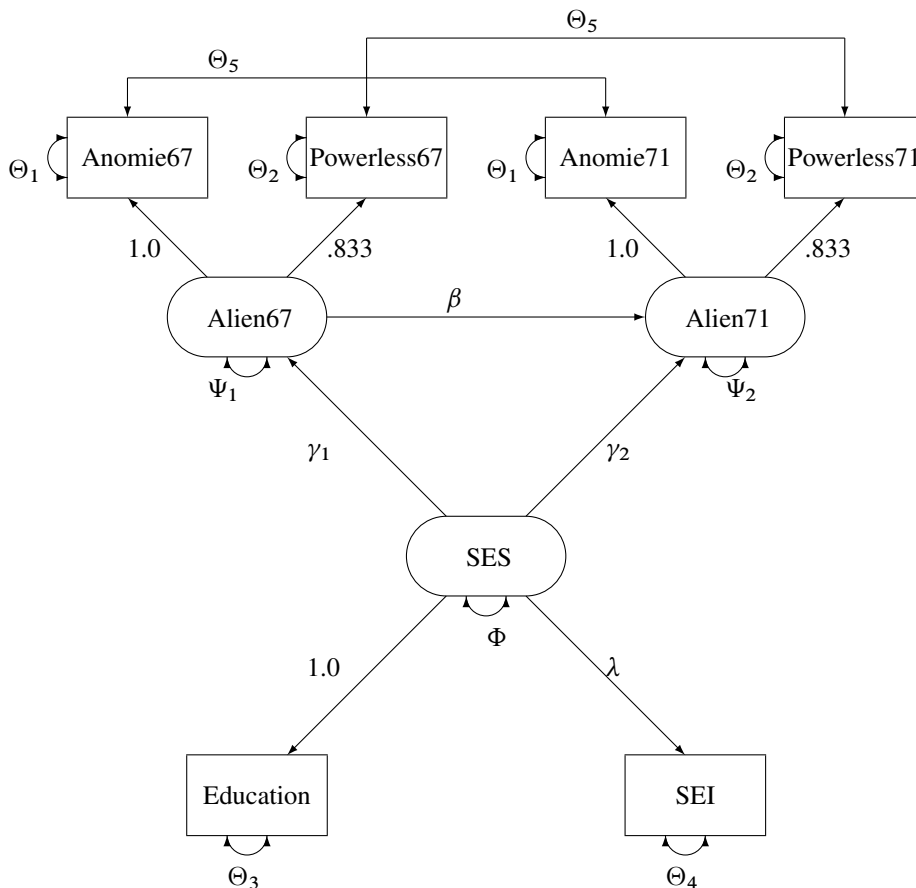 Θ5
Θ5
Θ1 Anomie67 Θ2 Powerless67 Θ1 Anomie71 Θ2 Powerless71
1.0 .833 1.0 .833
Alien67 β Alien71
Ψ1 Ψ2
γ1 γ2
SES
Φ
1.0 λ
Education SEI
Θ3 Θ4